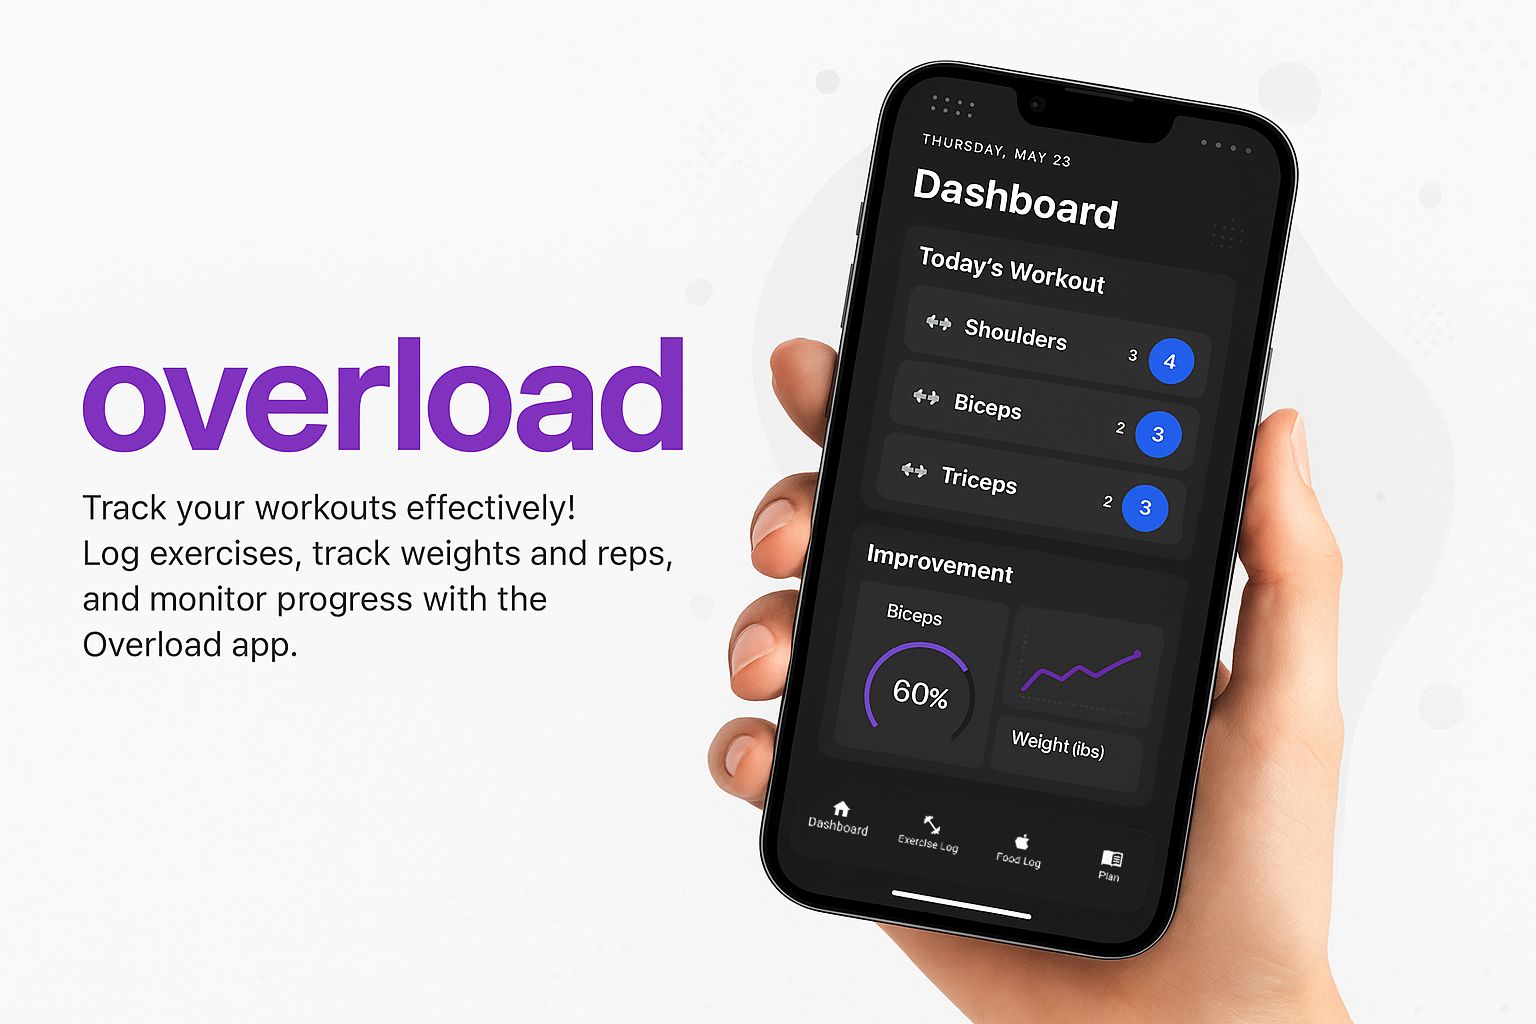 overload
Track your workouts effectively!
Log exercises, track weights and reps,
and monitor progress with the
Overload app.
THURSDAY, MAY 23
Dashboard
Today‘s Workout
Shoulders 3 4
Biceps 2 3
Triceps 2 3
Improvement
Biceps
60%
Weight (ibs)
Dashboard
Exercise Log
Food Log
Plan